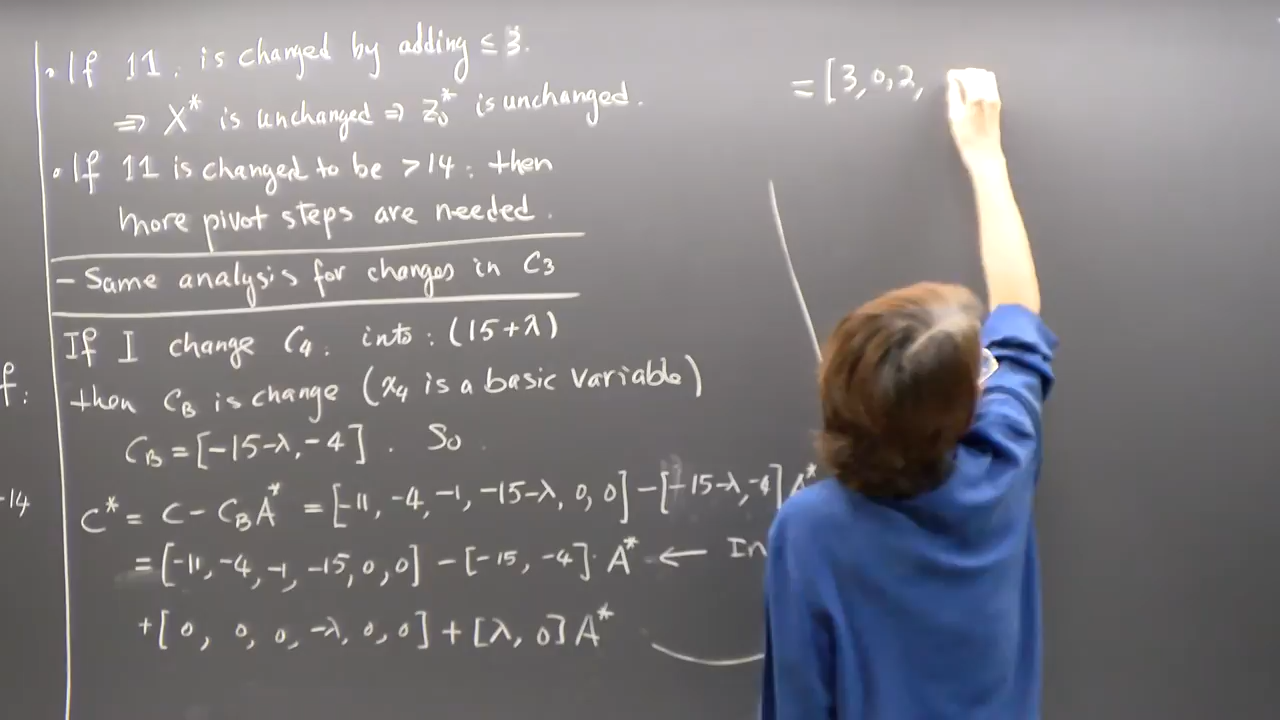 · If 11, is changed by adding ≤ 3.
⇒ X* is unchanged ⇒ Z₀* is unchanged.
· If 11 is changed to be > 14, then
more pivot steps are needed.
- Same analysis for changes in C₃
If I change C₄: into: (15+λ)
then C_B is change (x₄ is a basic variable)
C_B = [-15-λ, -4]. So
C* = C - C_B A* = [-11, -4, -1, -15-λ, 0, 0] - [-15-λ, -4] A*
= [-11, -4, -1, -15, 0, 0] - [-15, -4]. A* ← In
+ [0, 0, 0, -λ, 0, 0] + [λ, 0] A*
f:
-14
= [3, 0, 2,